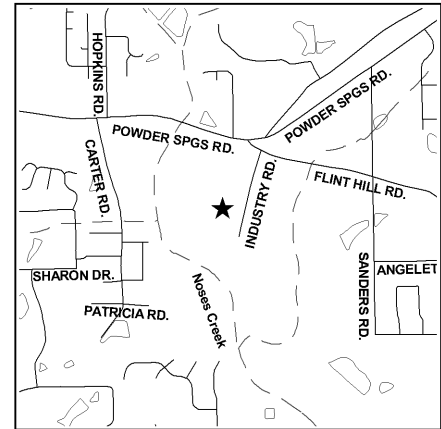 HOPKINS RD.
POWDER SPGS RD.
POWDER SPGS RD.
CARTER RD.
FLINT HILL RD.
INDUSTRY RD.
SHARON DR.
SANDERS RD.
ANGELET
PATRICIA RD.
Noses Creek